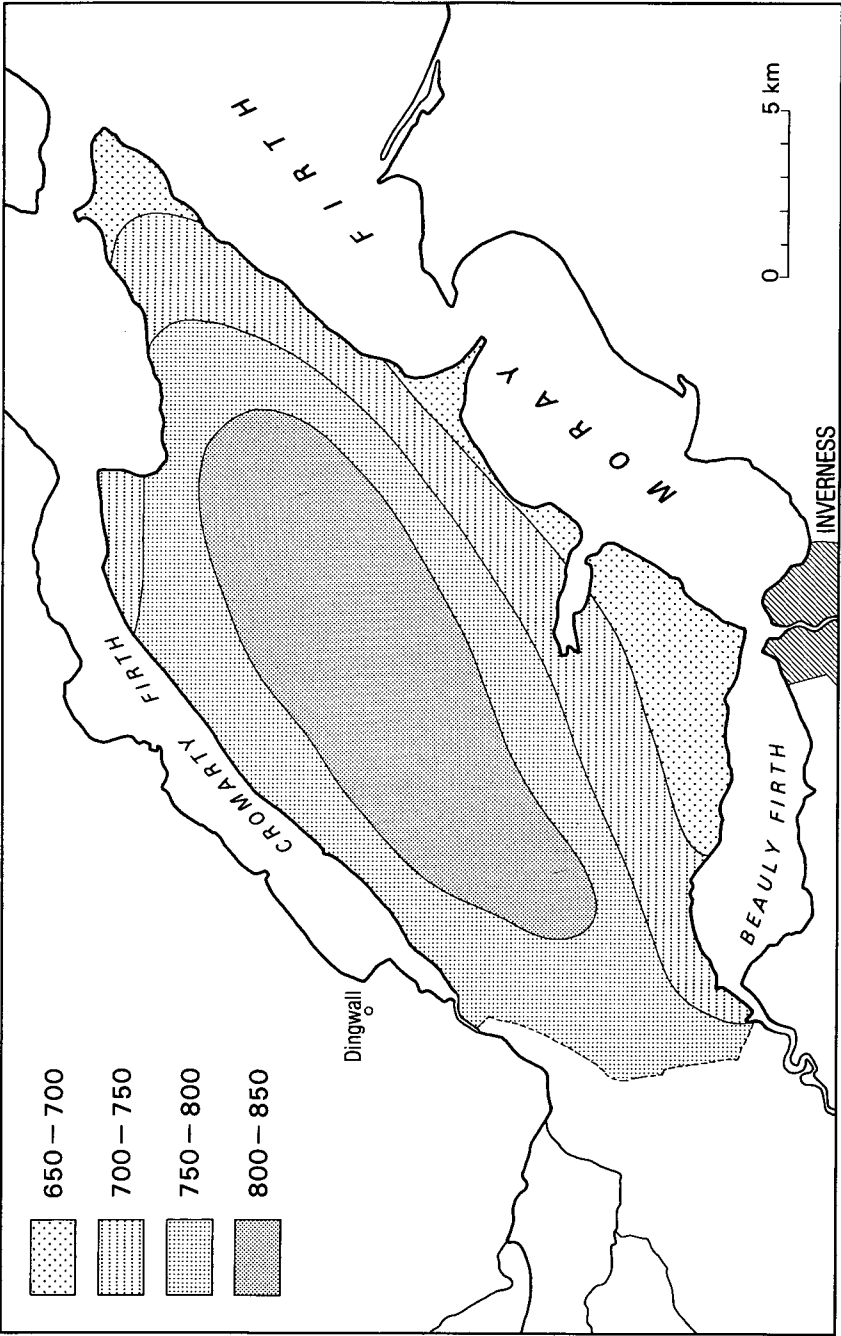 650 — 700
700 — 750
750 — 800
800 — 850
Dingwall
CROMARTY FIRTH
MORAY FIRTH
BEAULY FIRTH
INVERNESS
0 5 km